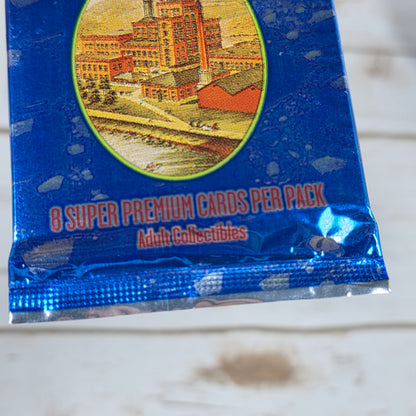 8 SUPER PREMIUM CARDS PER PACK
Adult Collectibles